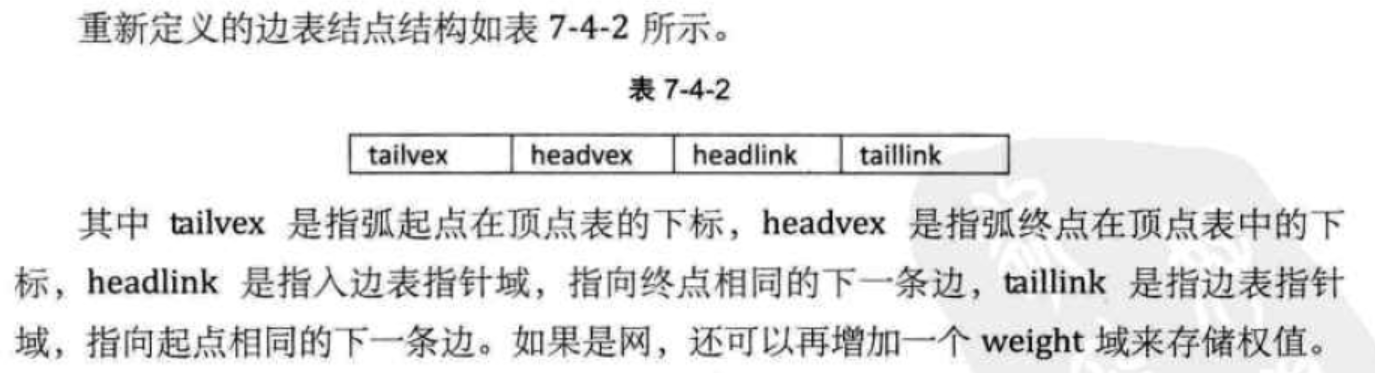 重新定义的边表结点结构如表 7-4-2 所示。
表 7-4-2
tailvex headvex headlink taillink
其中 tailvex 是指弧起点在顶点表的下标，headvex 是指弧终点在顶点表中的下
标，headlink 是指入边表指针域，指向终点相同的下一条边，taillink 是指边表指针
域，指向起点相同的下一条边。如果是网，还可以再增加一个 weight 域来存储权值。